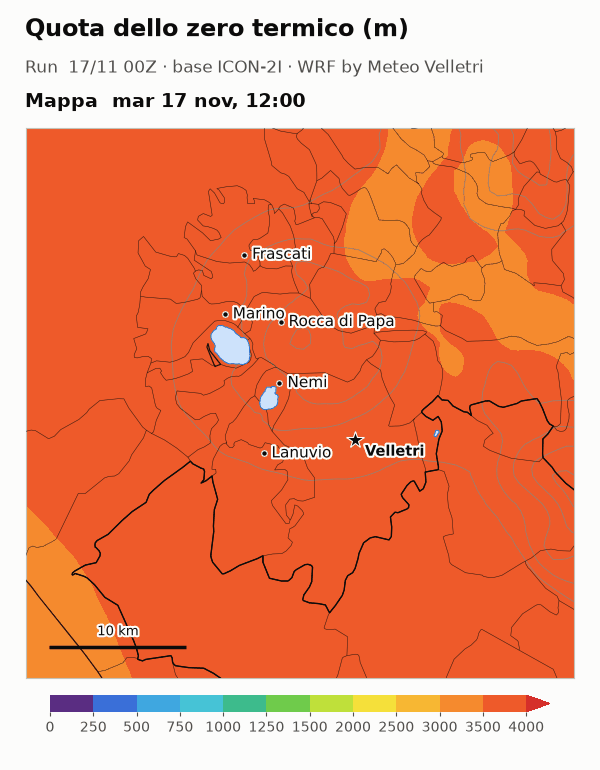 Quota dello zero termico (m)
Run  17/11 00Z · base ICON-2I · WRF by Meteo Velletri
Mappa  mar 17 nov, 12:00
Frascati
Marino
Rocca di Papa
Nemi
Velletri
Lanuvio
10 km
0 250 500 750 1000 1250 1500 2000 2500 3000 3500 4000